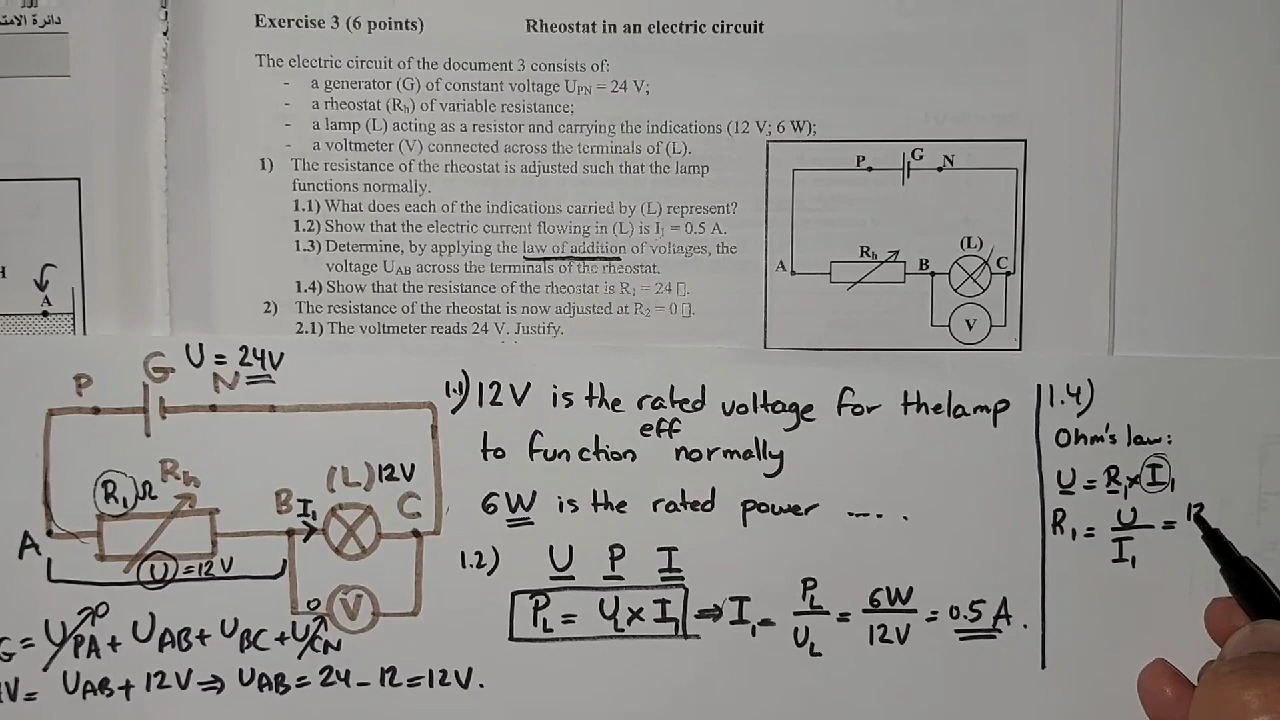 دائرة الامت
Exercise 3 (6 points) Rheostat in an electric circuit
The electric circuit of the document 3 consists of:
- a generator (G) of constant voltage UPN = 24 V;
- a rheostat (Rh) of variable resistance;
- a lamp (L) acting as a resistor and carrying the indications (12 V; 6 W);
- a voltmeter (V) connected across the terminals of (L).
1) The resistance of the rheostat is adjusted such that the lamp
functions normally.
1.1) What does each of the indications carried by (L) represent?
1.2) Show that the electric current flowing in (L) is I1 = 0.5 A.
1.3) Determine, by applying the law of addition of voltages, the
voltage UAB across the terminals of the rheostat.
1.4) Show that the resistance of the rheostat is R1 = 24 ▯.
2) The resistance of the rheostat is now adjusted at R2 = 0 ▯.
2.1) The voltmeter reads 24 V. Justify.
P G N
A Rh B (L) C
V
H
A
P G U = 24V
N
R1 Ω Rh B I1 (L) 12V C
A
U = 12V
V
G = UPA 0 + UAB + UBC + UCN 0
V = UAB + 12V ⇒ UAB = 24 - 12 = 12V.
1.1) 12V is the rated voltage for the lamp
to function eff normally
6W is the rated power ....
1.2) U P I
PL = UL × I1 ⇒ I1 = PL/UL = 6W/12V = 0.5 A.
1.4)
Ohm's law:
U = R1 × I1
R1 = U/I1 = 12